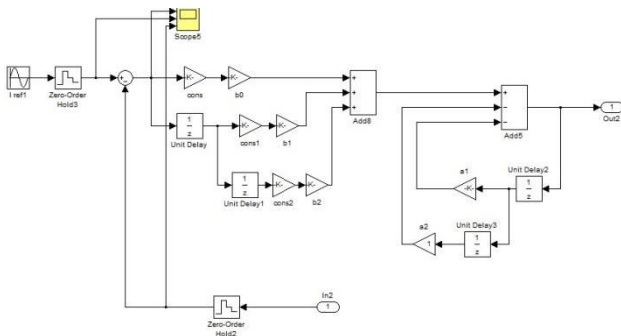 Scope5
I ref1
Zero-Order
Hold3
+
-
-K-
cons
-K-
b0
1
z
Unit Delay
-K-
cons1
-K-
b1
1
z
Unit Delay1
-K-
cons2
-K-
b2
+
+
+
Add8
+
−
−
Add5
1
Out2
a1
-K-
Unit Delay2
1
z
a2
1
Unit Delay3
1
z
In2
1
Zero-Order
Hold2